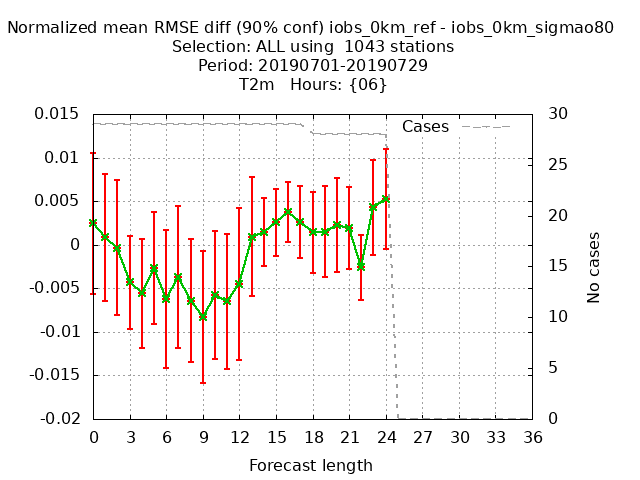 Normalized mean RMSE diff (90% conf) iobs_0km_ref - iobs_0km_sigmao80
Selection: ALL using  1043 stations
Period: 20190701-20190729
T2m   Hours: {06}
Cases
0.015
0.01
0.005
0
-0.005
-0.01
-0.015
-0.02
30
25
20
15
10
5
0
No cases
0 3 6 9 12 15 18 21 24 27 30 33 36
Forecast length